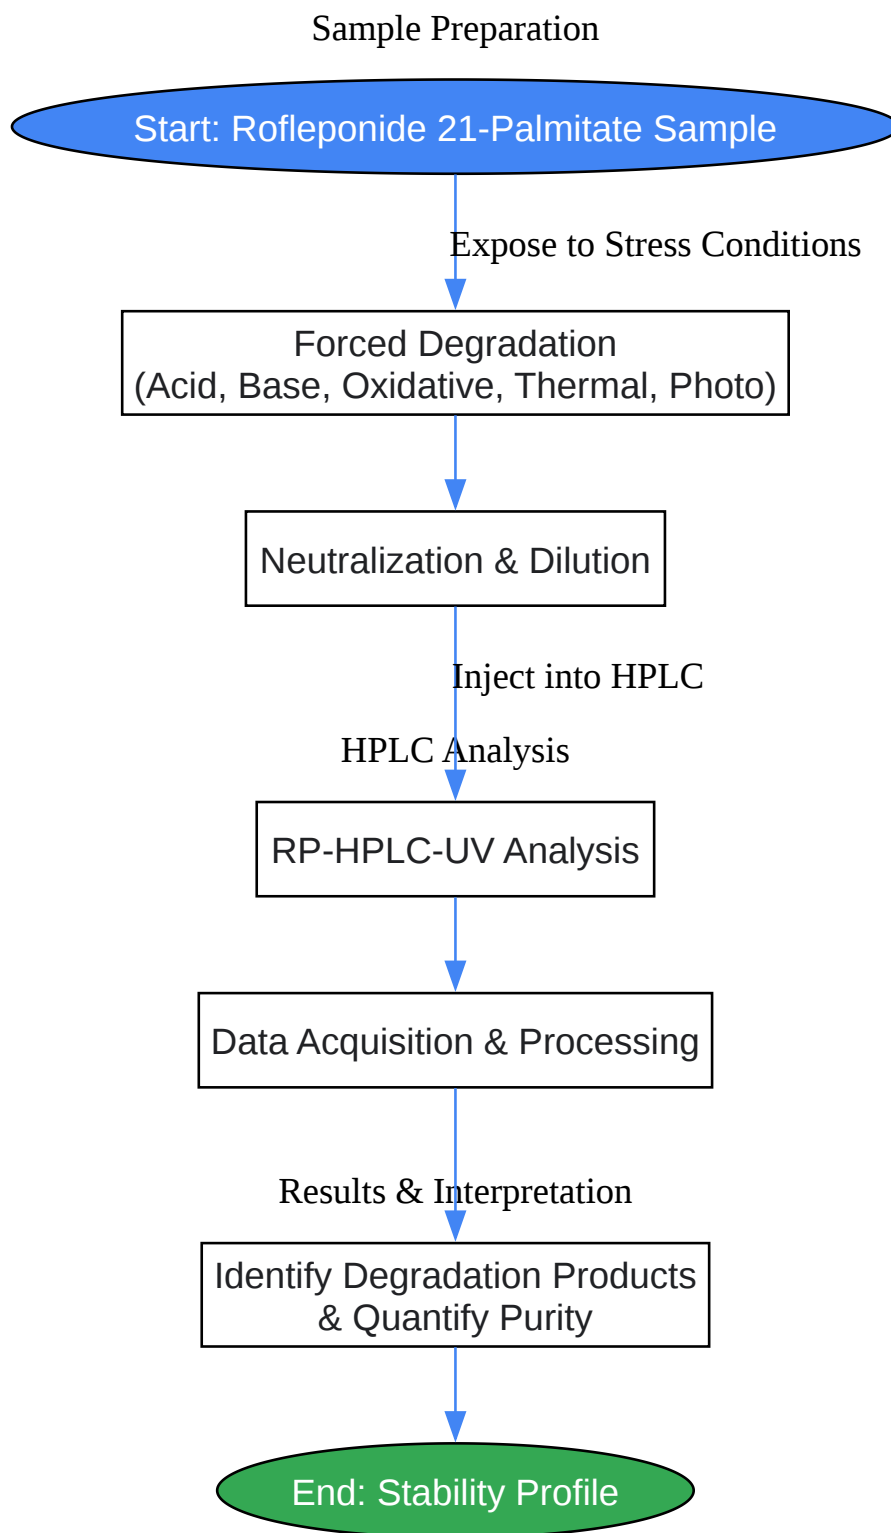 Sample Preparation
Start: Rofleponide 21-Palmitate Sample
Expose to Stress Conditions
Forced Degradation
(Acid, Base, Oxidative, Thermal, Photo)
Neutralization & Dilution
Inject into HPLC
HPLC Analysis
RP-HPLC-UV Analysis
Data Acquisition & Processing
Results & Interpretation
Identify Degradation Products
& Quantify Purity
End: Stability Profile